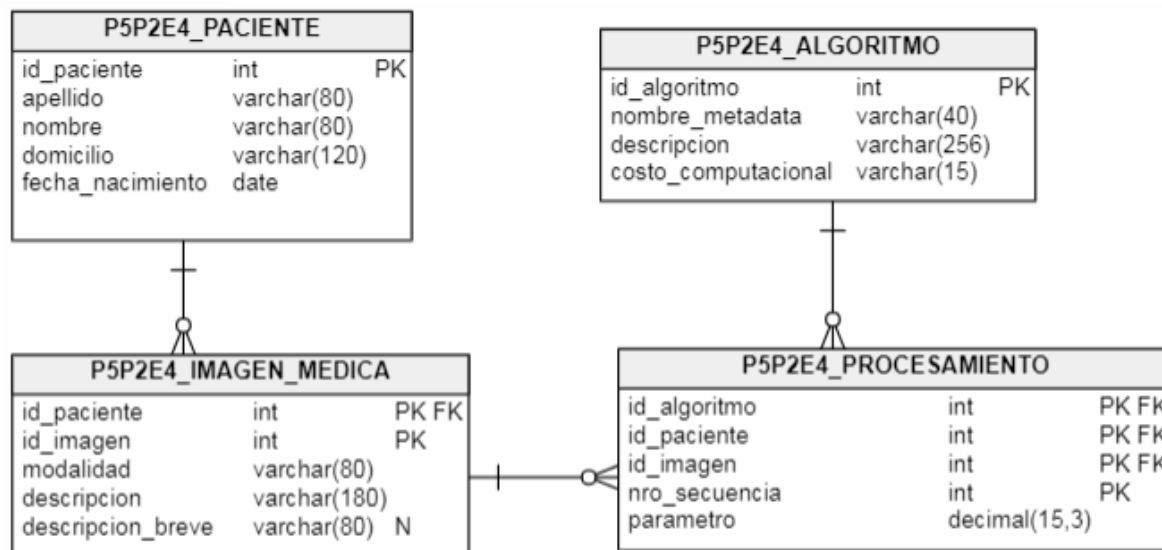 P5P2E4_PACIENTE
id_paciente int PK
apellido varchar(80)
nombre varchar(80)
domicilio varchar(120)
fecha_nacimiento date
P5P2E4_ALGORITMO
id_algoritmo int PK
nombre_metadata varchar(40)
descripcion varchar(256)
costo_computacional varchar(15)
P5P2E4_IMAGEN_MEDICA
id_paciente int PK FK
id_imagen int PK
modalidad varchar(80)
descripcion varchar(180)
descripcion_breve varchar(80) N
P5P2E4_PROCESAMIENTO
id_algoritmo int PK FK
id_paciente int PK FK
id_imagen int PK FK
nro_secuencia int PK
parametro decimal(15,3)